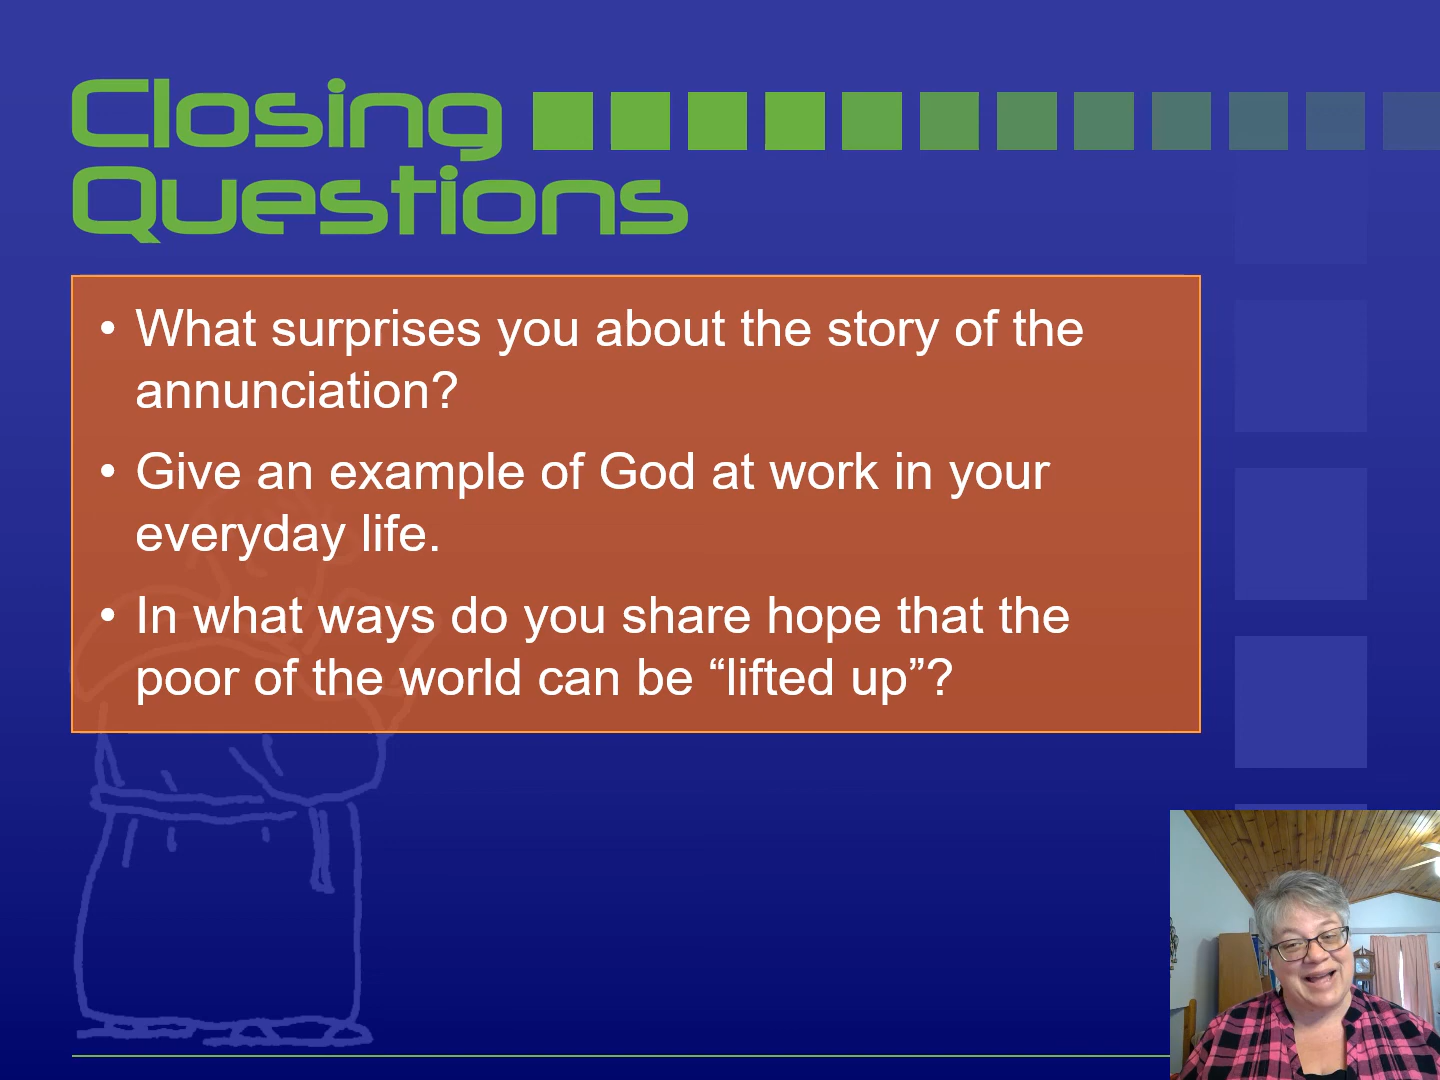 Closing
Questions
• What surprises you about the story of the
annunciation?
• Give an example of God at work in your
everyday life.
• In what ways do you share hope that the
poor of the world can be “lifted up”?